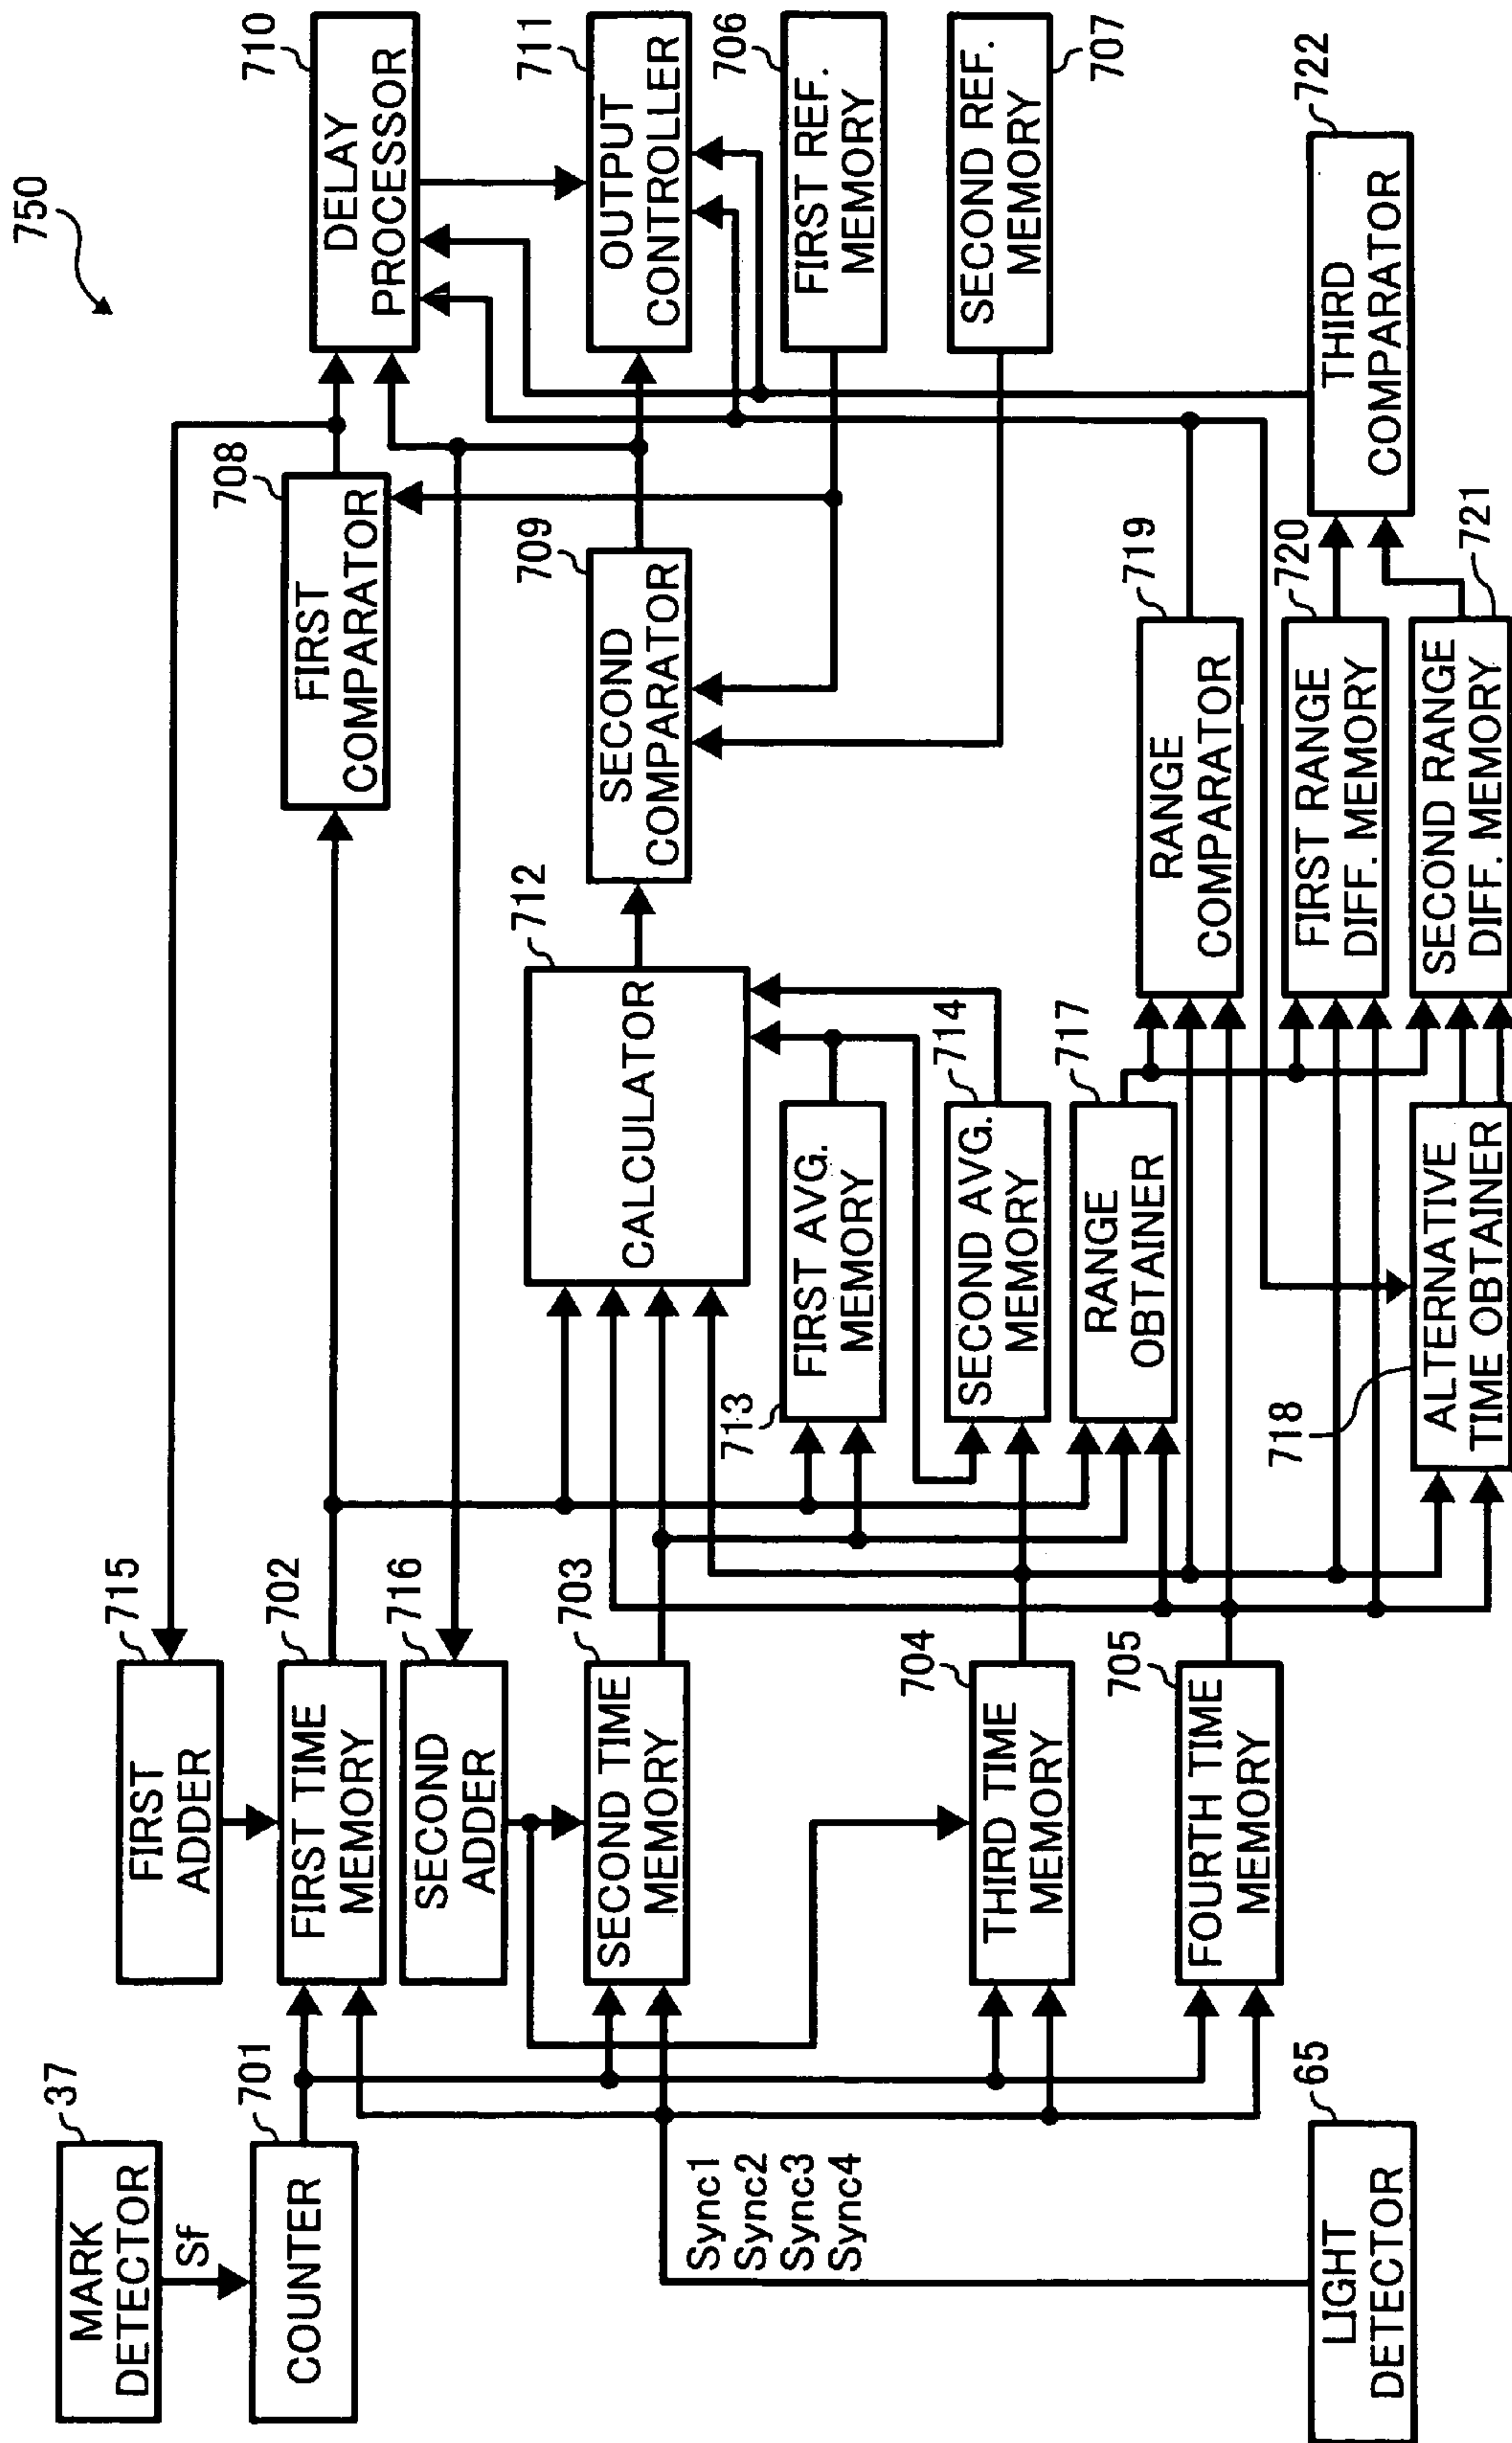 750
MARK
DETECTOR
37
Sf
COUNTER
701
Sync1
Sync2
Sync3
Sync4
LIGHT
DETECTOR
65
FIRST
ADDER
715
FIRST TIME
MEMORY
702
SECOND
ADDER
716
SECOND TIME
MEMORY
703
THIRD TIME
MEMORY
704
FOURTH TIME
MEMORY
705
CALCULATOR
712
FIRST AVG.
MEMORY
713
SECOND AVG.
MEMORY
714
RANGE
OBTAINER
717
ALTERNATIVE
TIME OBTAINER
718
FIRST
COMPARATOR
708
SECOND
COMPARATOR
709
RANGE
COMPARATOR
719
FIRST RANGE
DIFF. MEMORY
720
SECOND RANGE
DIFF. MEMORY
721
DELAY
PROCESSOR
710
OUTPUT
CONTROLLER
711
FIRST REF.
MEMORY
706
SECOND REF.
MEMORY
707
THIRD
COMPARATOR
722